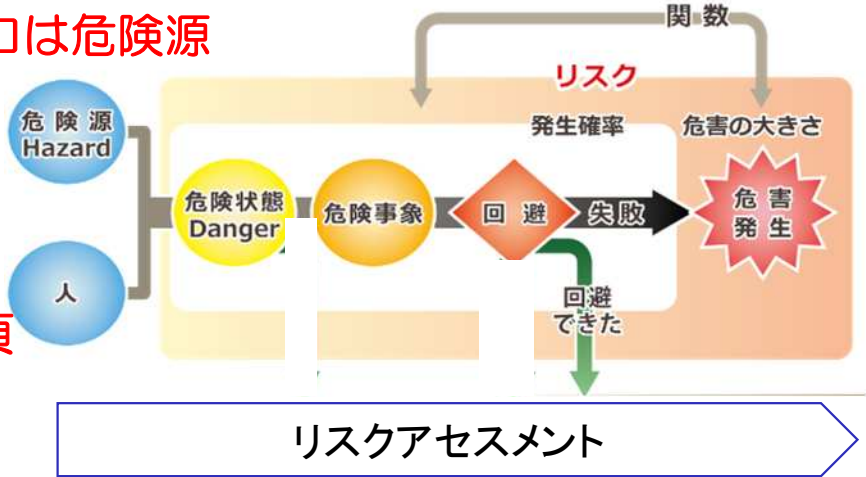 関数
口は危険源
リスク
危険源
Hazard
発生確率
危害の大きさ
危険状態
Danger
危険事象
回避
失敗
危害
発生
人
回避
できた
リスクアセスメント